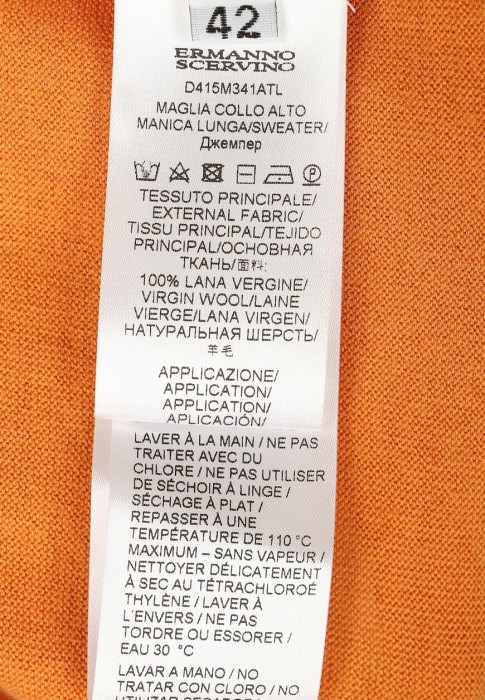 42
ERMANNO
SCERVINO
D415M341ATL
MAGLIA COLLO ALTO
MANICA LUNGA/SWEATER/
Джемпер
TESSUTO PRINCIPALE/
EXTERNAL FABRIC/
TISSU PRINCIPAL/TEJIDO
PRINCIPAL/ОСНОВНАЯ
ТКАНЬ/面料:
100% LANA VERGINE/
VIRGIN WOOL/LAINE
VIERGE/LANA VIRGEN/
НАТУРАЛЬНАЯ ШЕРСТЬ/
羊毛
APPLICAZIONE/
APPLICATION/
APPLICATION/
APLICACIÓN/
LAVER À LA MAIN / NE PAS
TRAITER AVEC DU
CHLORE / NE PAS UTILISER
DE SÉCHOIR À LINGE /
SÉCHAGE À PLAT /
REPASSER À UNE
TEMPÉRATURE DE 110 °C
MAXIMUM – SANS VAPEUR /
NETTOYER DÉLICATEMENT
À SEC AU TÉTRACHLOROÉ
THYLÈNE / LAVER À
L'ENVERS / NE PAS
TORDRE OU ESSORER /
EAU 30 °C
LAVAR A MANO / NO
TRATAR CON CLORO / NO
UTILIZAR SECADOR DE